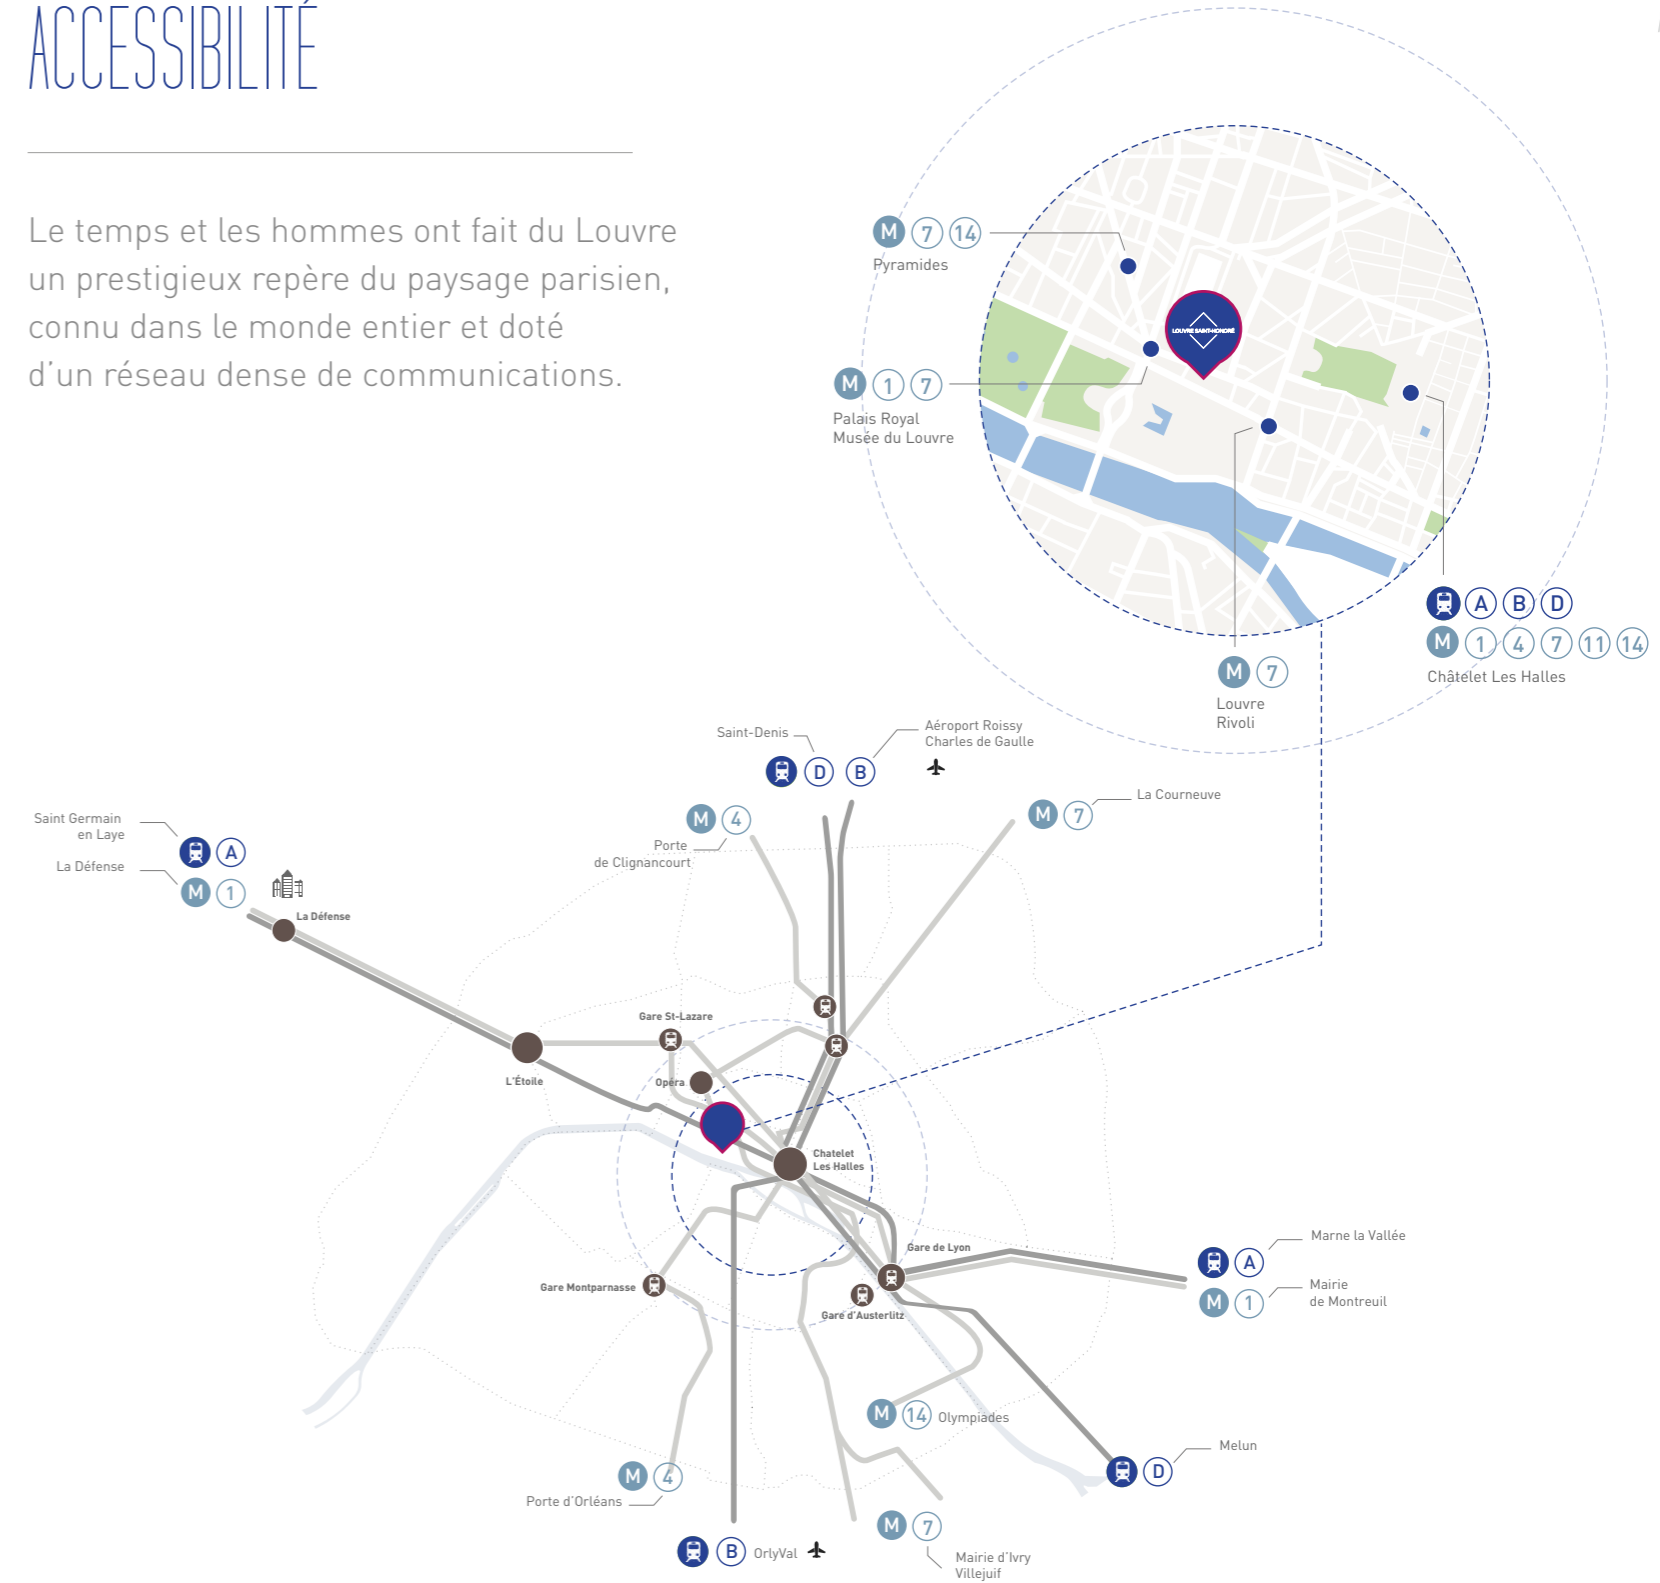 ACCESSIBILITÉ
Le temps et les hommes ont fait du Louvre
un prestigieux repère du paysage parisien,
connu dans le monde entier et doté
d'un réseau dense de communications.
M 7 14
Pyramides
LOUVRE SAINT-HONORÉ
M 1 7
Palais Royal
Musée du Louvre
A B D
M 1 4 7 11 14
Châtelet Les Halles
M 7
Louvre
Rivoli
Saint-Denis
D B
Aéroport Roissy
Charles de Gaulle
M 4
Porte
de Clignancourt
M 7
La Courneuve
Saint Germain
en Laye
A
La Défense
M 1
La Défense
Gare St-Lazare
L'Étoile
Opéra
Chatelet
Les Halles
Gare de Lyon
Gare Montparnasse
Gare d'Austerlitz
A
Marne la Vallée
M 1
Mairie
de Montreuil
M 14 Olympiades
D
Melun
M 4
Porte d'Orléans
B OrlyVal
M 7
Mairie d'Ivry
Villejuif